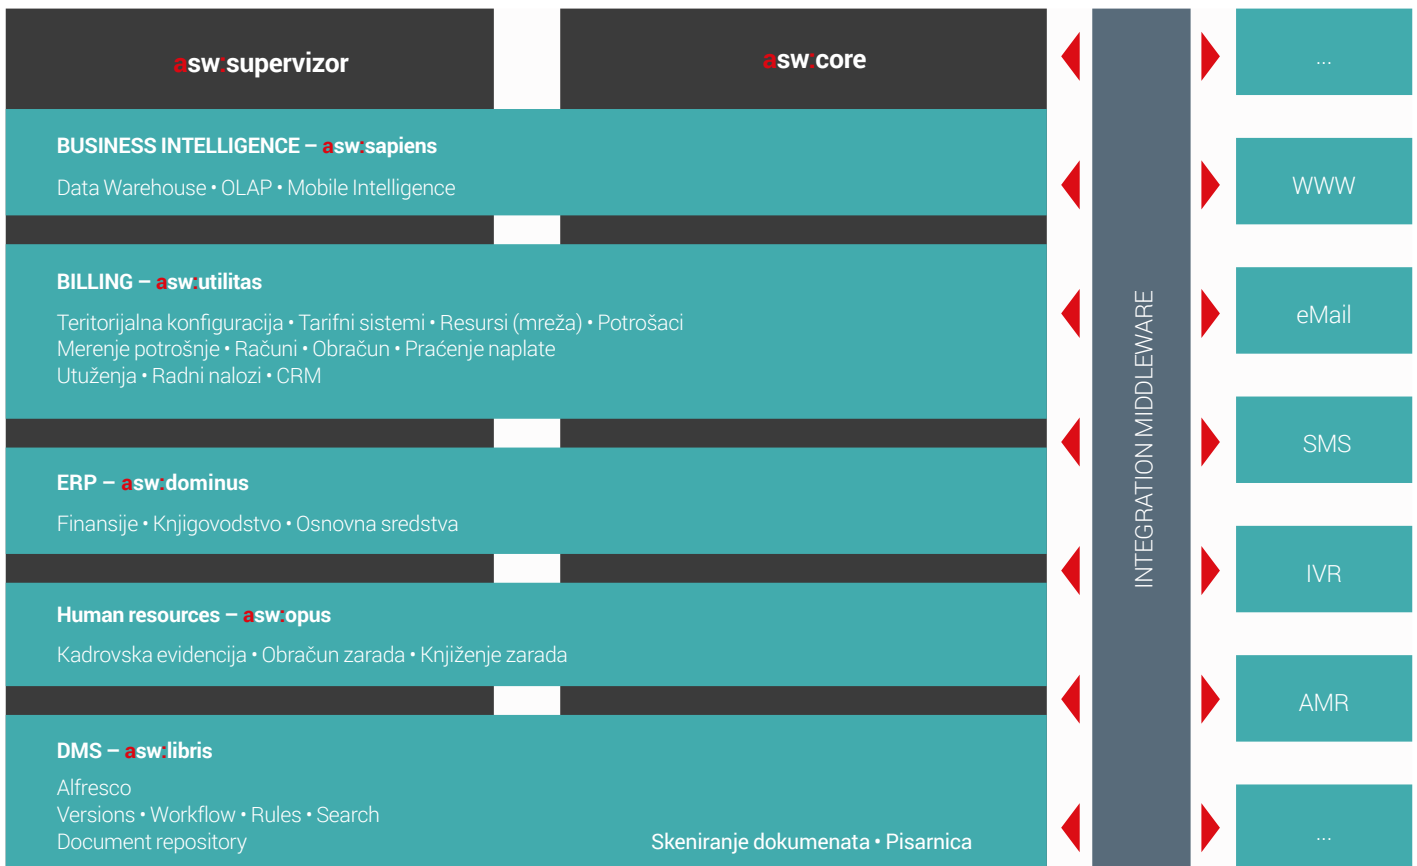 asw:supervizor
asw:core
BUSINESS INTELLIGENCE – asw:sapiens
Data Warehouse • OLAP • Mobile Intelligence
BILLING – asw:utilitas
Teritorijalna konfiguracija • Tarifni sistemi • Resursi (mreža) • Potrošaci
Merenje potrošnje • Računi • Obračun • Praćenje naplate
Utuženja • Radni nalozi • CRM
ERP – asw:dominus
Finansije • Knjigovodstvo • Osnovna sredstva
Human resources – asw:opus
Kadrovska evidencija • Obračun zarada • Knjiženje zarada
DMS – asw:libris
Alfresco
Versions • Workflow • Rules • Search
Document repository
Skeniranje dokumenata • Pisarnica
INTEGRATION MIDDLEWARE
...
WWW
eMail
SMS
IVR
AMR
...